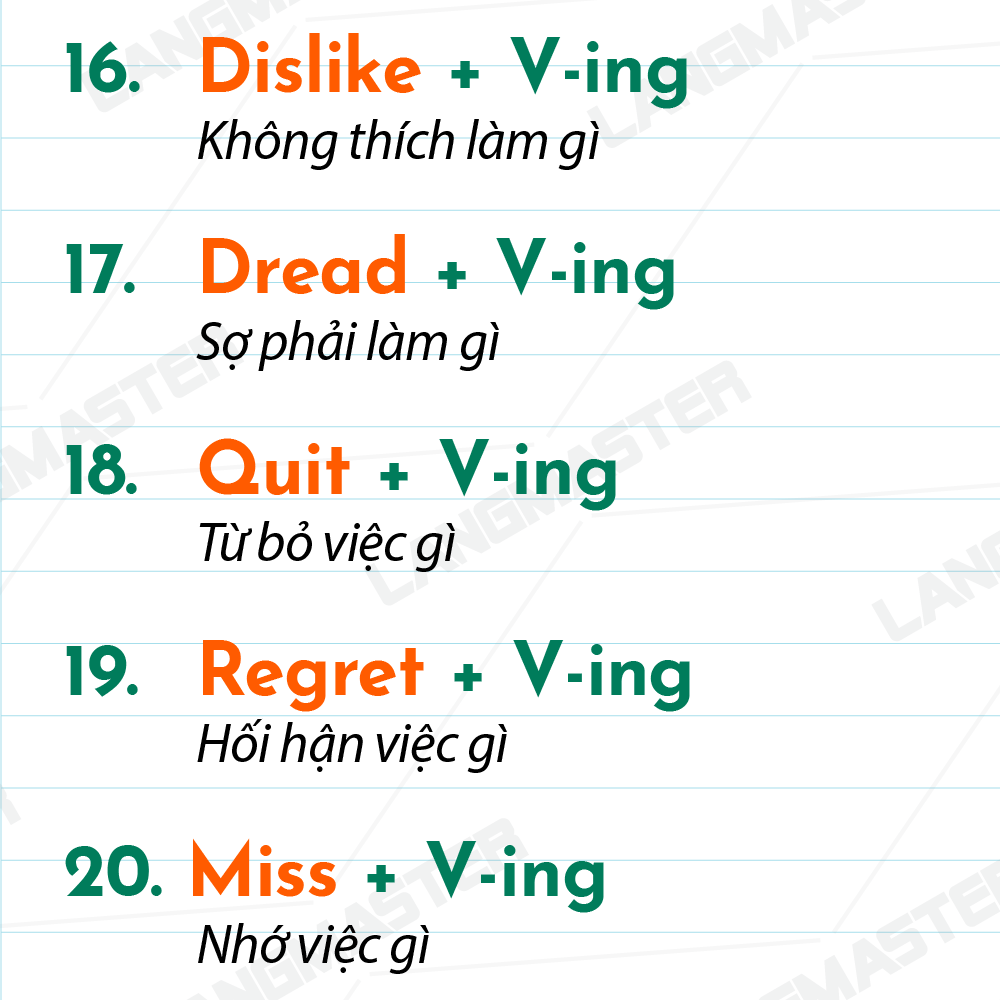 LANGMASTER
LANGMASTER
16. Dislike + V-ing
Không thích làm gì
17. Dread + V-ing
Sợ phải làm gì
LANGMASTER
LANGMASTER
18. Quit + V-ing
Từ bỏ việc gì
19. Regret + V-ing
Hối hận việc gì
20. Miss + V-ing
Nhớ việc gì
LANGMASTER
LANGMASTER